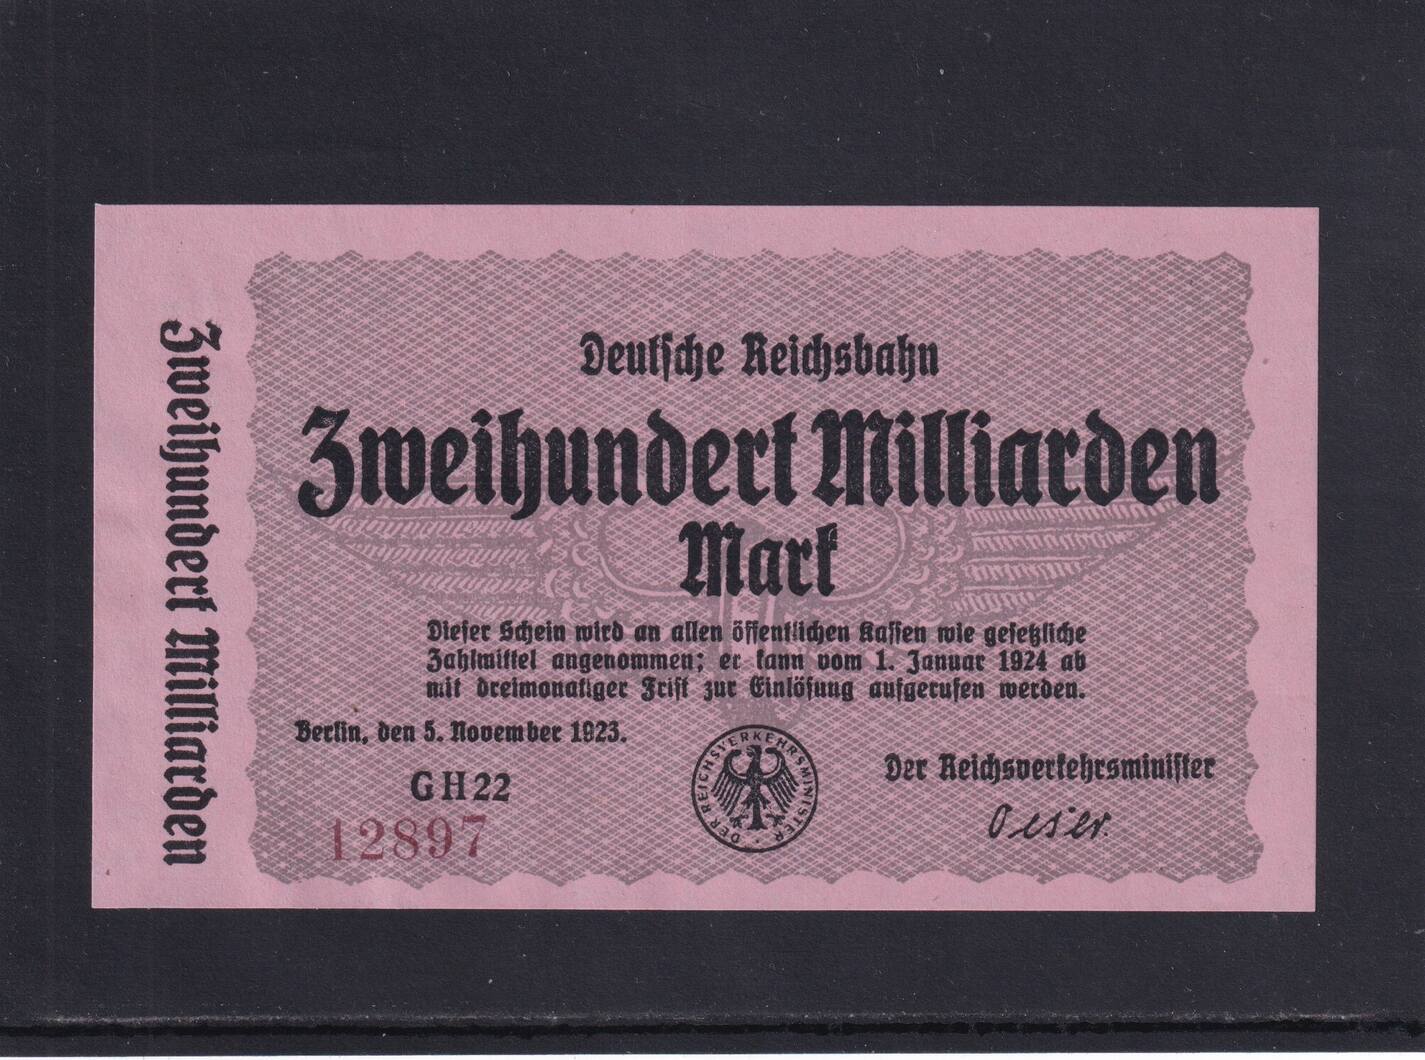 Deutsche Reichsbahn
Zweihundert Milliarden
Mark
Dieser Schein wird an allen öffentlichen Kassen wie gesetzliche
Zahlmittel angenommen; er kann vom 1. Januar 1924 ab
mit dreimonatiger Frist zur Einlösung aufgerufen werden.
Berlin, den 5. November 1923.
GH22
12897
DER REICHSVERKEHRSMINISTER
Der Reichsverkehrsminister
Oeser.
Zweihundert Milliarden